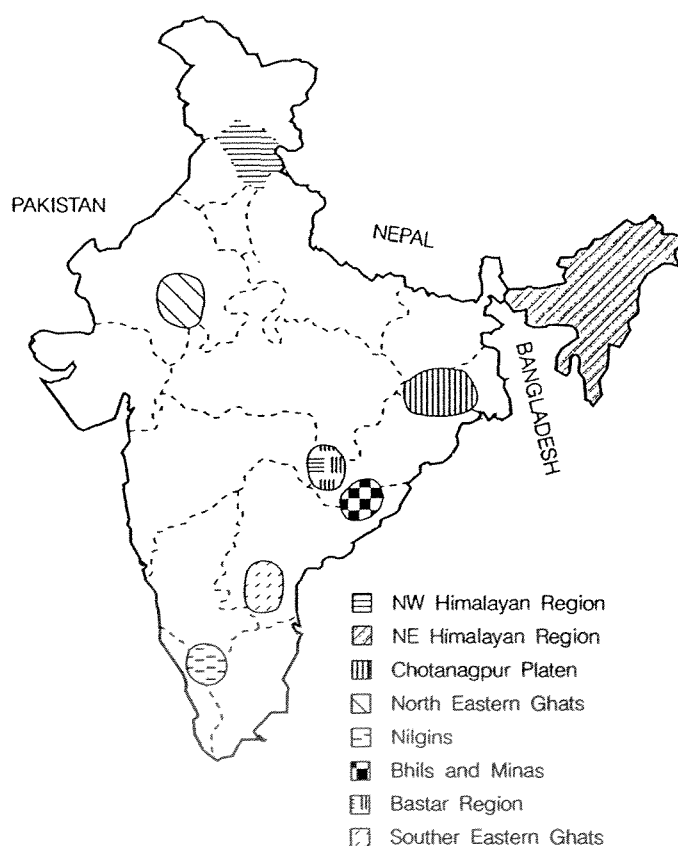 PAKISTAN
NEPAL
BANGLADESH
NW Himalayan Region
NE Himalayan Region
Chotanagpur Platen
North Eastern Ghats
Nilgins
Bhils and Minas
Bastar Region
Souther Eastern Ghats